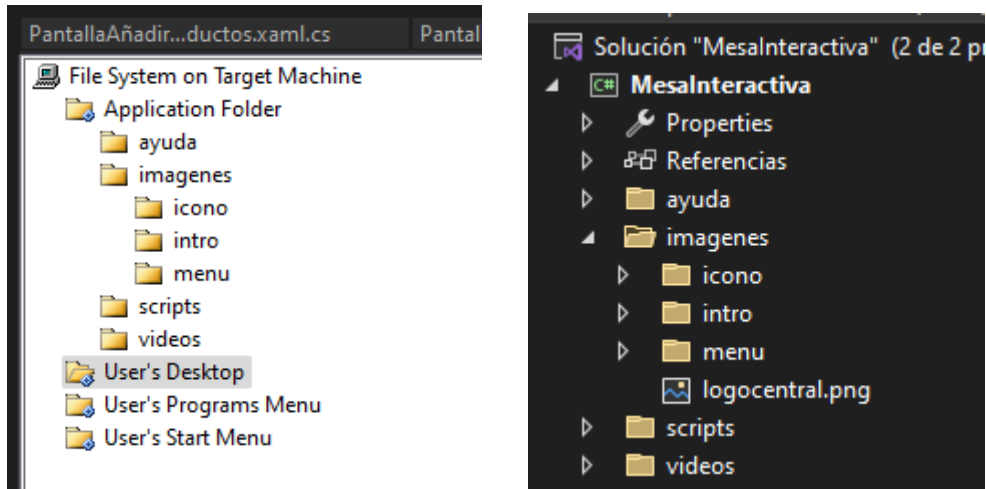 PantallaAñadir...ductos.xaml.cs Pantal
File System on Target Machine
Application Folder
ayuda
imagenes
icono
intro
menu
scripts
videos
User's Desktop
User's Programs Menu
User's Start Menu
Solución "MesaInteractiva" (2 de 2 pr
C# MesaInteractiva
Properties
Referencias
ayuda
imagenes
icono
intro
menu
logocentral.png
scripts
videos